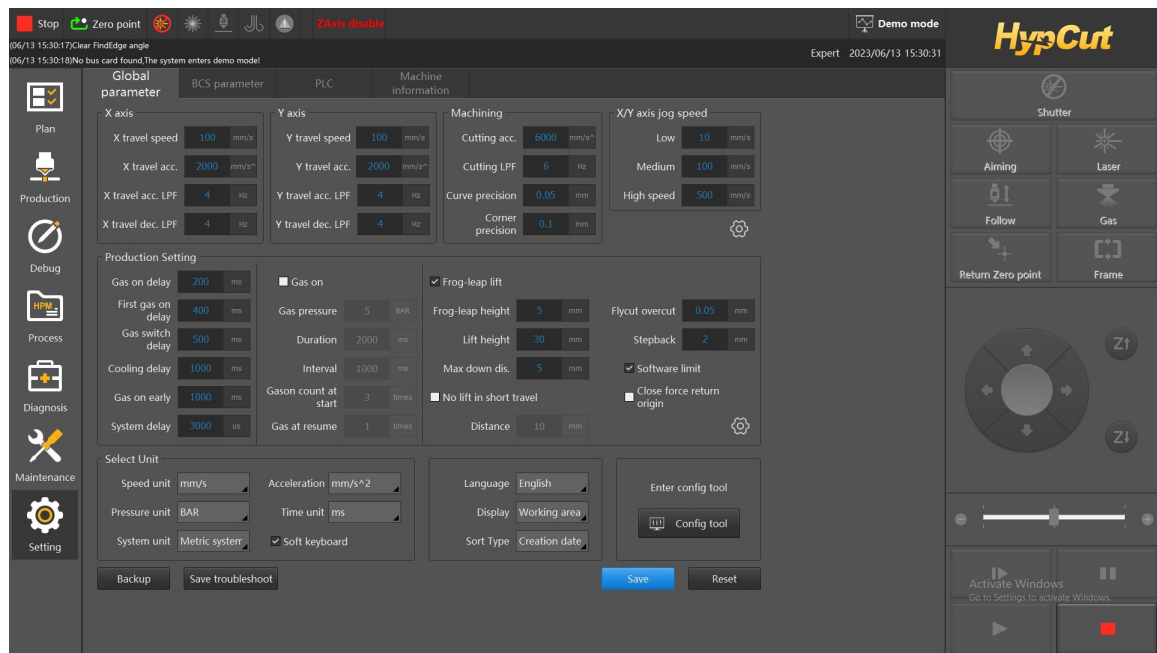 Stop
Zero point
ZAxis disable
Demo mode
(06/13 15:30:17)Clear FindEdge angle
(06/13 15:30:18)No bus card found,The system enters demo mode!
Expert 2023/06/13 15:30:31
HypCut
Plan
Production
Debug
HPM
Process
Diagnosis
Maintenance
Setting
Global
parameter
BCS parameter
PLC
Machine
information
X axis
X travel speed 100 mm/s
X travel acc. 2000 mm/s^
X travel acc. LPF 4 Hz
X travel dec. LPF 4 Hz
Y axis
Y travel speed 100 mm/s
Y travel acc. 2000 mm/s^
Y travel acc. LPF 4 Hz
Y travel dec. LPF 4 Hz
Machining
Cutting acc. 6000 mm/s^
Cutting LPF 6 Hz
Curve precision 0.05 mm
Corner
precision 0.1 mm
X/Y axis jog speed
Low 10 mm/s
Medium 100 mm/s
High speed 500 mm/s
Production Setting
Gas on delay 200 ms
First gas on
delay 400 ms
Gas switch
delay 500 ms
Cooling delay 1000 ms
Gas on early 1000 ms
System delay 3000 us
Gas on
Gas pressure 5 BAR
Duration 2000 ms
Interval 1000 ms
Gason count at
start 3 times
Gas at resume 1 times
Frog-leap lift
Frog-leap height 5 mm
Lift height 30 mm
Max down dis. 5 mm
No lift in short travel
Distance 10 mm
Flycut overcut 0.05 mm
Stepback 2 mm
Software limit
Close force return
origin
Select Unit
Speed unit mm/s
Acceleration mm/s^2
Pressure unit BAR
Time unit ms
System unit Metric system
Soft keyboard
Language English
Display Working area
Sort Type Creation date
Enter config tool
Config tool
Backup
Save troubleshoot
Save
Reset
Shutter
Aiming
Laser
Follow
Gas
Return Zero point
Frame
Z↑
Z↓
Activate Windows
Go to Settings to activate Windows.